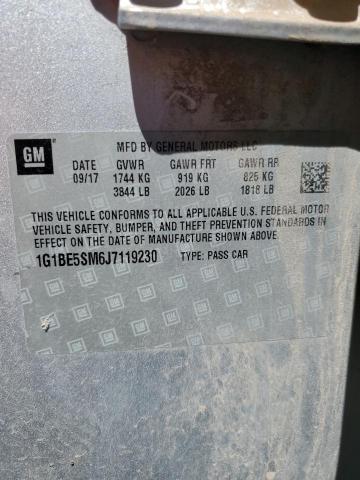 GM
MFD BY GENERAL MOTORS LLC
DATE GVWR GAWR FRT GAWR RR
09/17 1744 KG 919 KG 825 KG
3844 LB 2026 LB 1818 LB
THIS VEHICLE CONFORMS TO ALL APPLICABLE U.S. FEDERAL MOTOR
VEHICLE SAFETY, BUMPER, AND THEFT PREVENTION STANDARDS IN
EFFECT ON THE DATE OF MANUFACTURE SHOWN ABOVE.
1G1BE5SM6J7119230 TYPE: PASS CAR